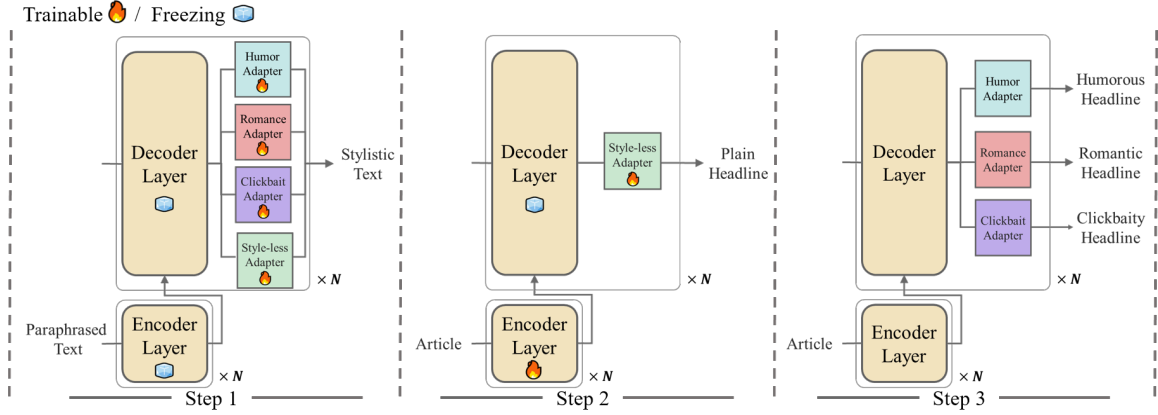 Trainable / Freezing
Humor
Adapter
Romance
Adapter
Clickbait
Adapter
Style-less
Adapter
Decoder
Layer
Stylistic
Text
× N
Paraphrased
Text
Encoder
Layer
× N
Step 1
Decoder
Layer
Style-less
Adapter
Plain
Headline
× N
Article
Encoder
Layer
× N
Step 2
Decoder
Layer
Humor
Adapter
Humorous
Headline
Romance
Adapter
Romantic
Headline
Clickbait
Adapter
Clickbaity
Headline
× N
Article
Encoder
Layer
× N
Step 3